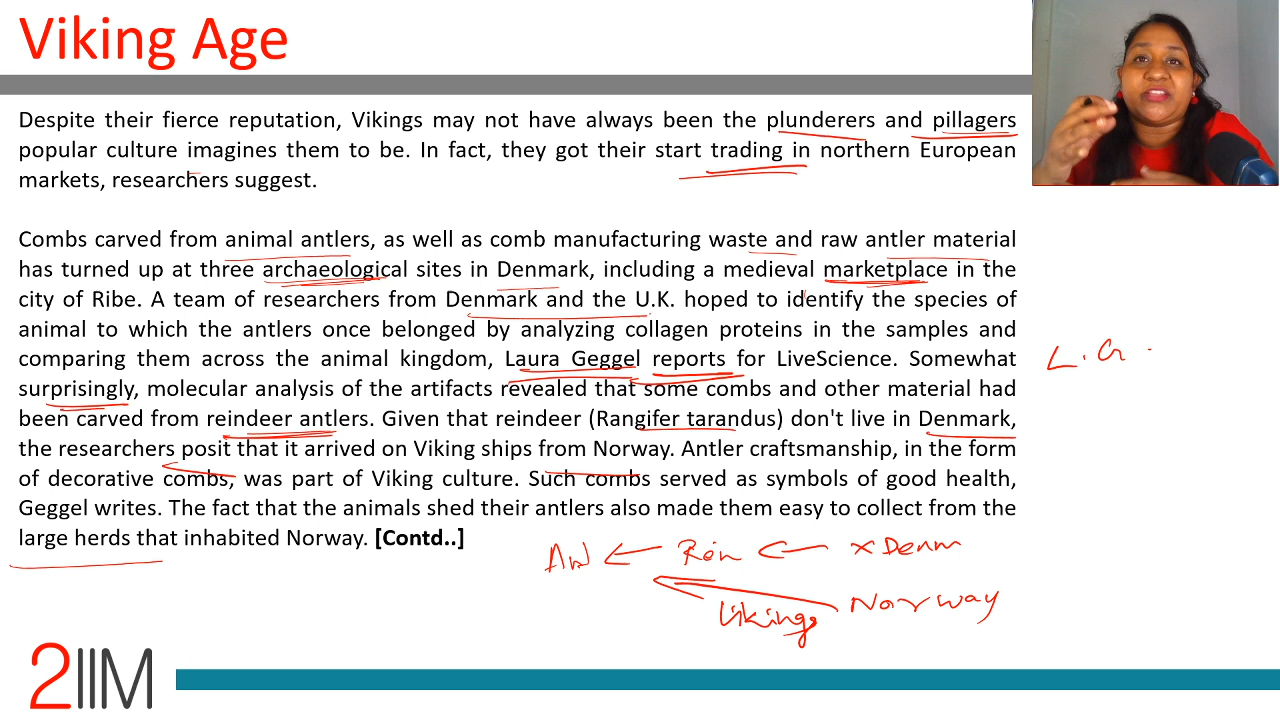 Viking Age
Despite their fierce reputation, Vikings may not have always been the plunderers and pillagers
popular culture imagines them to be. In fact, they got their start trading in northern European
markets, researchers suggest.
Combs carved from animal antlers, as well as comb manufacturing waste and raw antler material
has turned up at three archaeological sites in Denmark, including a medieval marketplace in the
city of Ribe. A team of researchers from Denmark and the U.K. hoped to identify the species of
animal to which the antlers once belonged by analyzing collagen proteins in the samples and
comparing them across the animal kingdom, Laura Geggel reports for LiveScience. Somewhat
surprisingly, molecular analysis of the artifacts revealed that some combs and other material had
been carved from reindeer antlers. Given that reindeer (Rangifer tarandus) don't live in Denmark,
the researchers posit that it arrived on Viking ships from Norway. Antler craftsmanship, in the form
of decorative combs, was part of Viking culture. Such combs served as symbols of good health,
Geggel writes. The fact that the animals shed their antlers also made them easy to collect from the
large herds that inhabited Norway. [Contd..]
L. G
Rein ← x Denm
Vikings Norway
2IIM